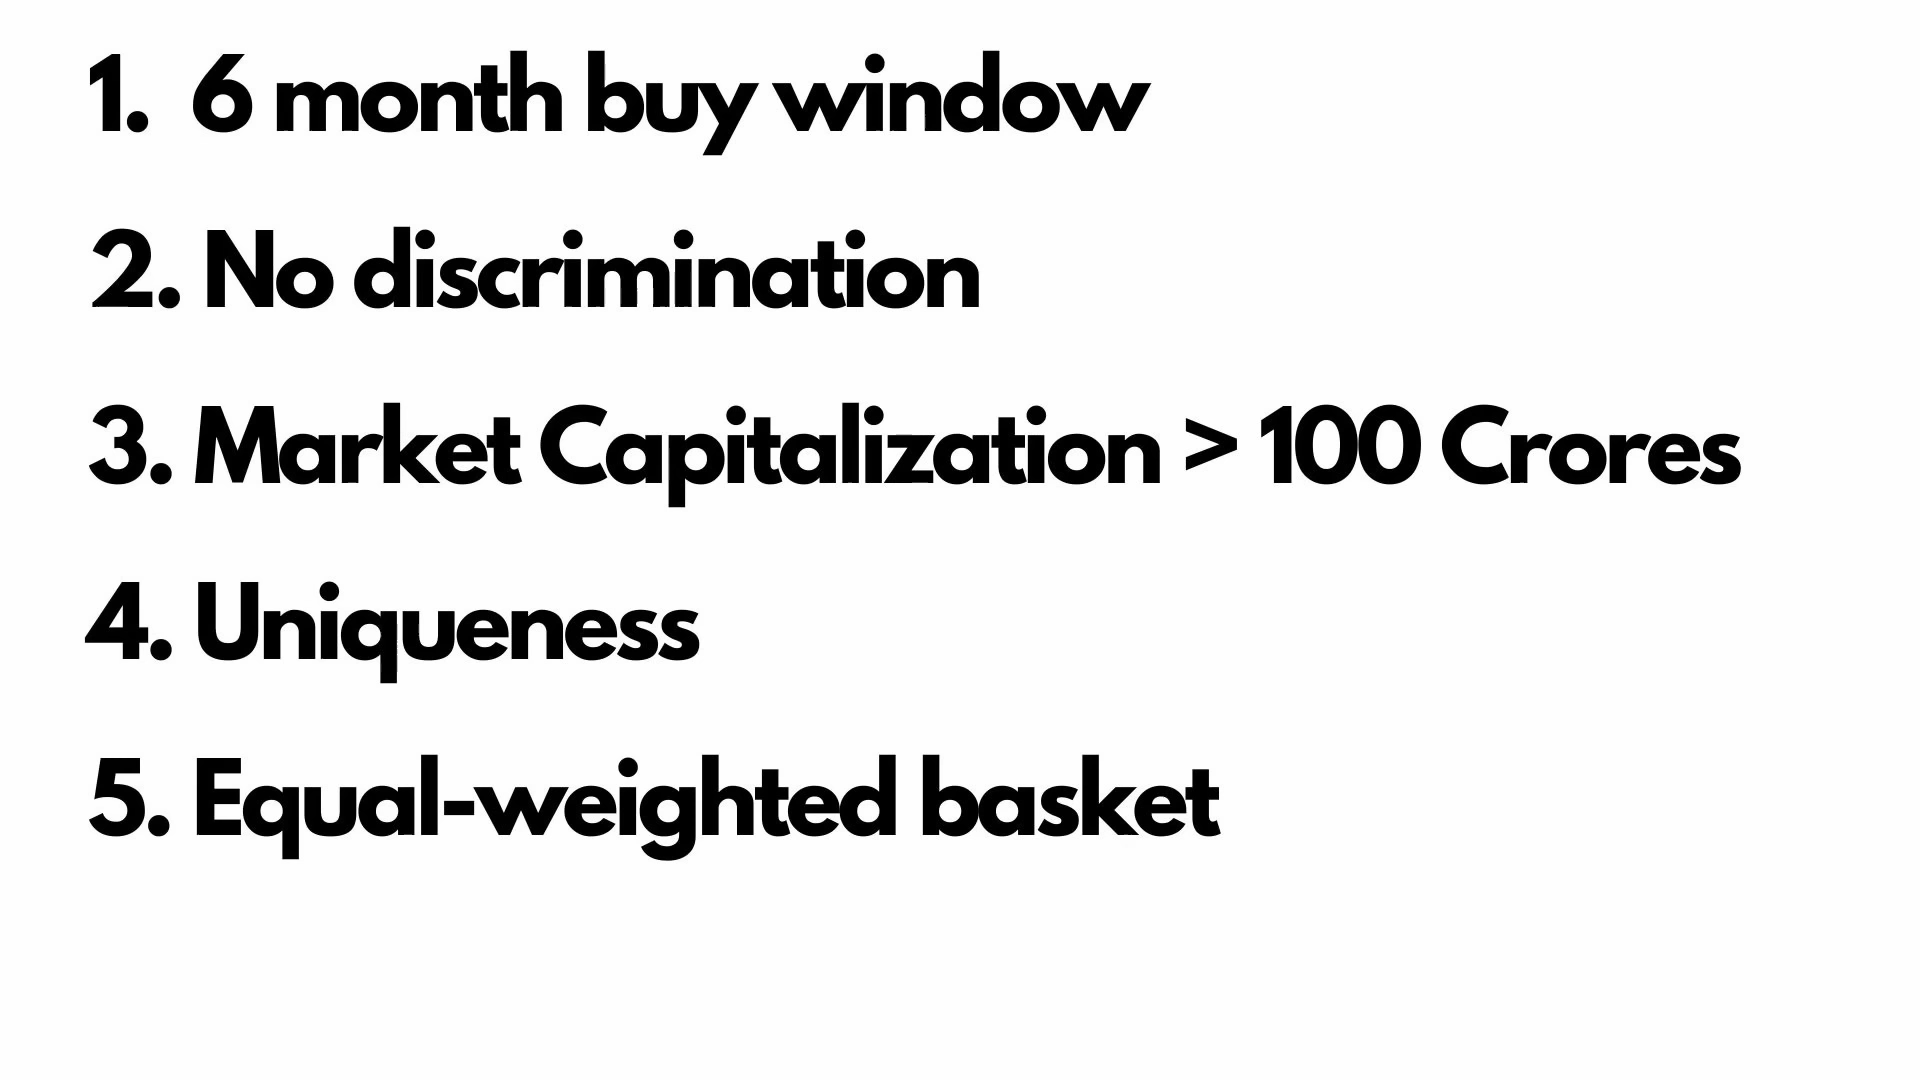 1. 6 month buy window
2. No discrimination
3. Market Capitalization > 100 Crores
4. Uniqueness
5. Equal-weighted basket